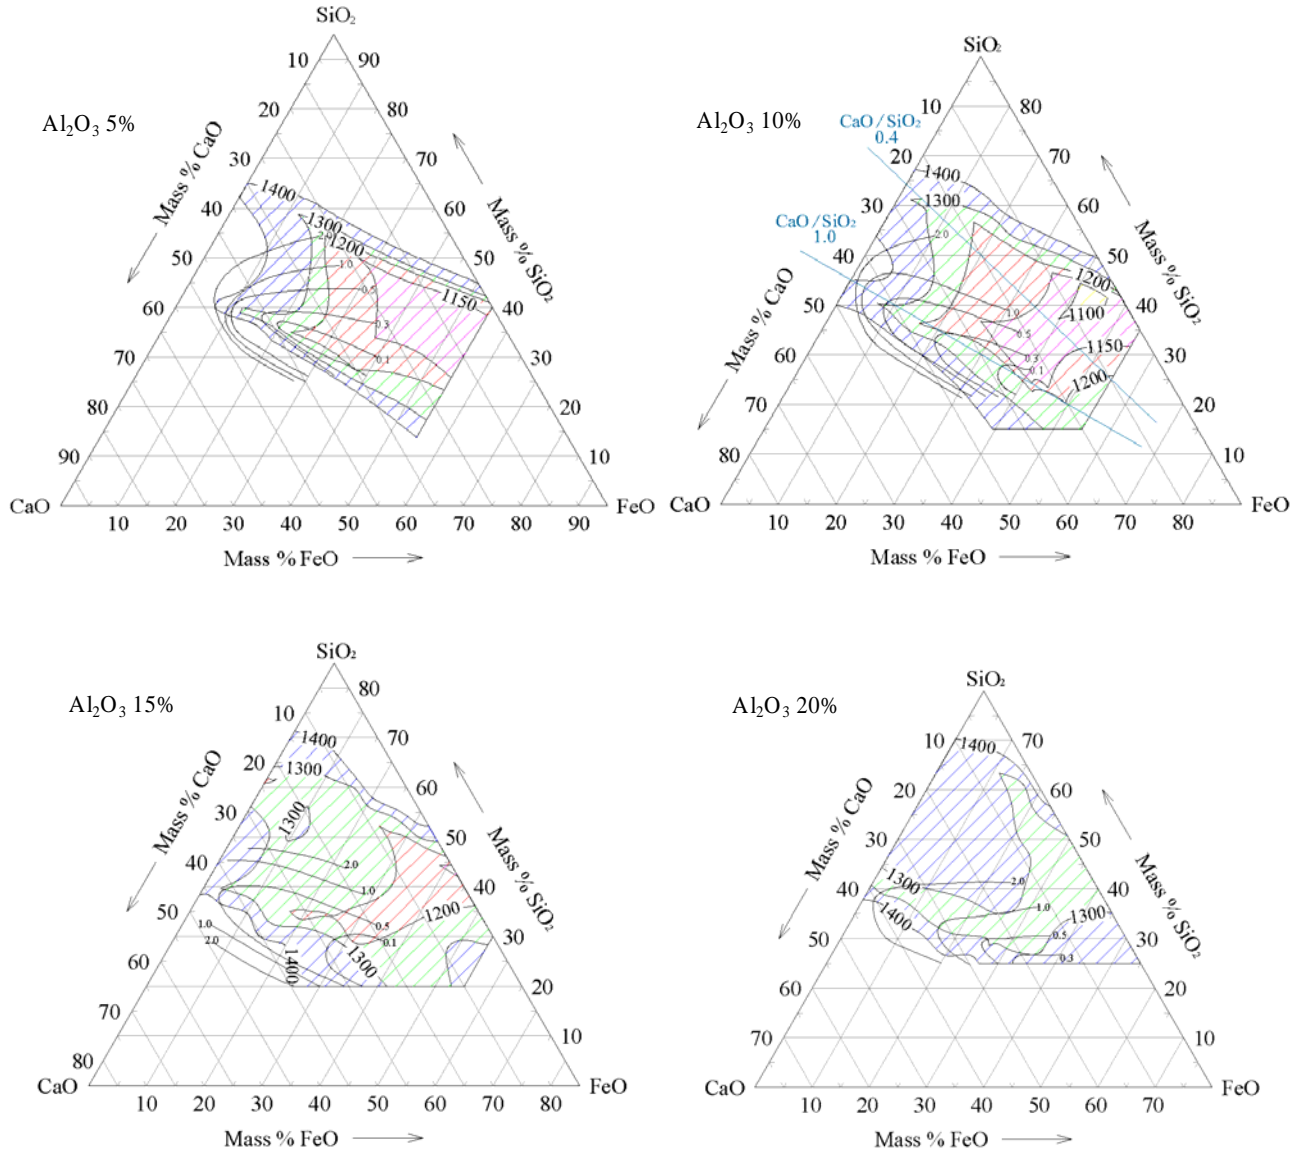 SiO₂
10 90
Al₂O₃ 5%
20 80
30 70
Mass % CaO
Mass % SiO₂
1400
40 60
1300
2.0
1200
50 50
1.0
0.5
1150
60 40
0.3
0.1
70 30
80 20
90 10
CaO FeO
10 20 30 40 50 60 70 80 90
Mass % FeO
SiO₂
10 80
Al₂O₃ 10%
CaO/SiO₂
0.4
20 70
1400
30 1300 60
CaO/SiO₂
1.0
2.0
Mass % SiO₂
40 50
1200
Mass % CaO
50 40
1.0
1100
0.5
1150
60 30
0.3
0.1
1200
70 20
80 10
CaO FeO
10 20 30 40 50 60 70 80
Mass % FeO
SiO₂
80
Al₂O₃ 15%
10
1400
70
20
1300
Mass % CaO
60
30
1300
50
Mass % SiO₂
40
2.0
1.0
40
50
1200
1.0
0.5
2.0
0.1
30
60
1400
1300
20
70
10
80
CaO FeO
10 20 30 40 50 60 70 80
Mass % FeO
SiO₂
Al₂O₃ 20%
10 1400 70
20 60
Mass % CaO
30 50
Mass % SiO₂
40
1300
2.0
40
1400
1.0
1300
50
0.5
30
0.3
60 20
70 10
CaO FeO
10 20 30 40 50 60 70
Mass % FeO